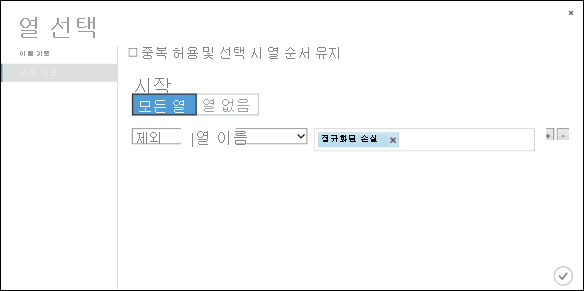 열 선택
이름 기준
규칙 사용
□ 중복 허용 및 선택 시 열 순서 유지
시작
모든 열 열 없음
제외 열 이름 정규화된 손실 ×